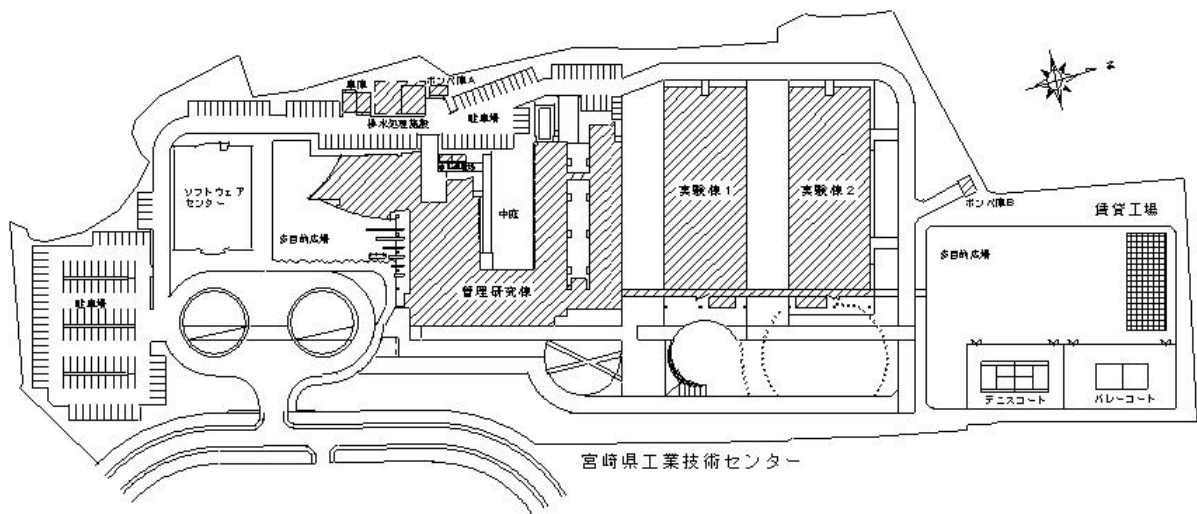 車庫
ボンベ庫A
排水処理施設
駐車場
ソフトウェア
センター
中庭
実験棟1
実験棟2
ボンベ庫B
賃貸工場
多目的広場
多目的広場
管理研究棟
駐車場
テニスコート
バレーコート
宮崎県工業技術センター
N